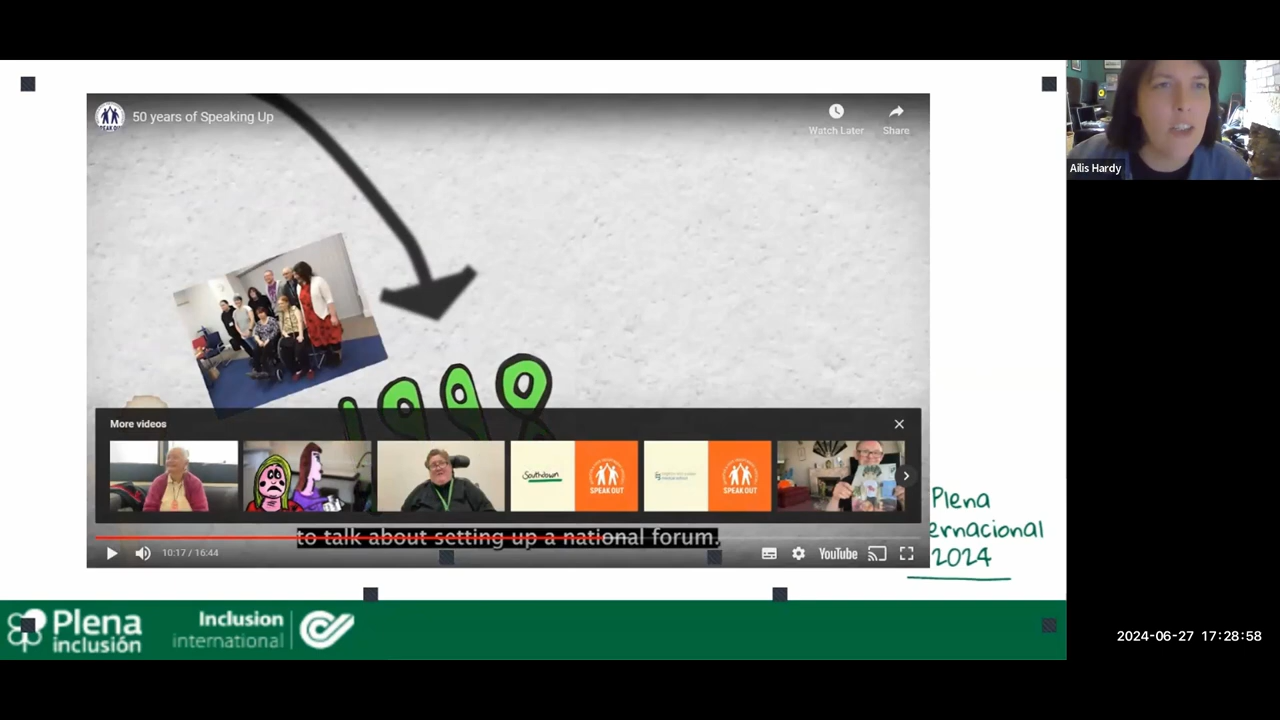 50 years of Speaking Up
Watch Later
Share
Ailis Hardy
1998
More videos
Southdown
SPEAK OUT
SPEAK OUT
to talk about setting up a national forum.
10:17 / 16:44
YouTube
Plena
ernacional
2024
Plena
inclusión
Inclusion
international
2024-06-27 17:28:58